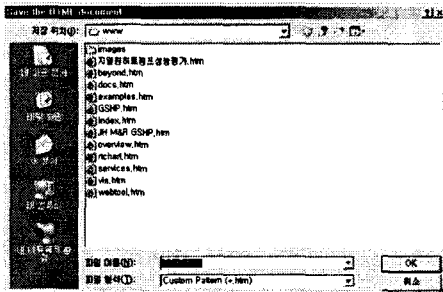 Save the HTML document
저장 위치(I): www
images
지열원히트펌프성능평가.htm
beyond.htm
docs.htm
examples.htm
GSHP.htm
index.htm
JH M&R GSHP.htm
overview.htm
richart.htm
services.htm
vis.htm
webtool.htm
파일 이름(N):
OK
파일 형식(T): Custom Pattern (*.htm)
취소